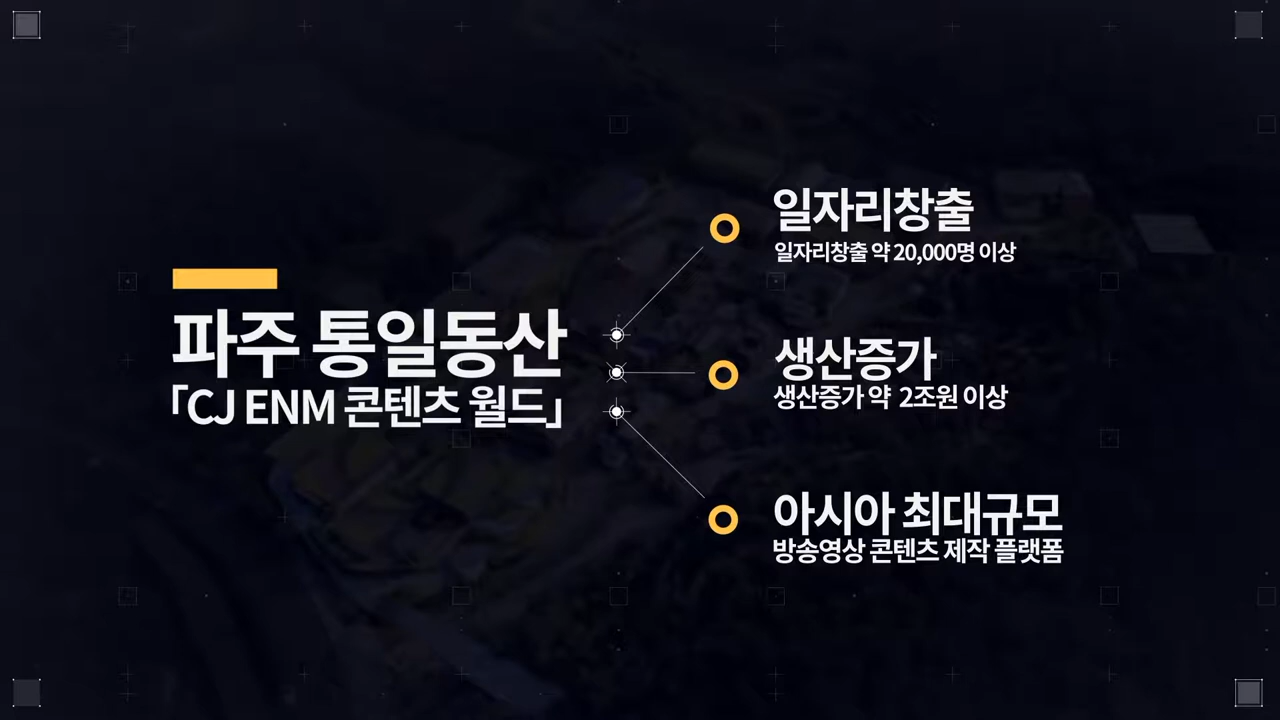 파주 통일동산
「CJ ENM 콘텐츠 월드」
일자리창출
일자리창출 약 20,000명 이상
생산증가
생산증가 약 2조원 이상
아시아 최대규모
방송영상 콘텐츠 제작 플랫폼